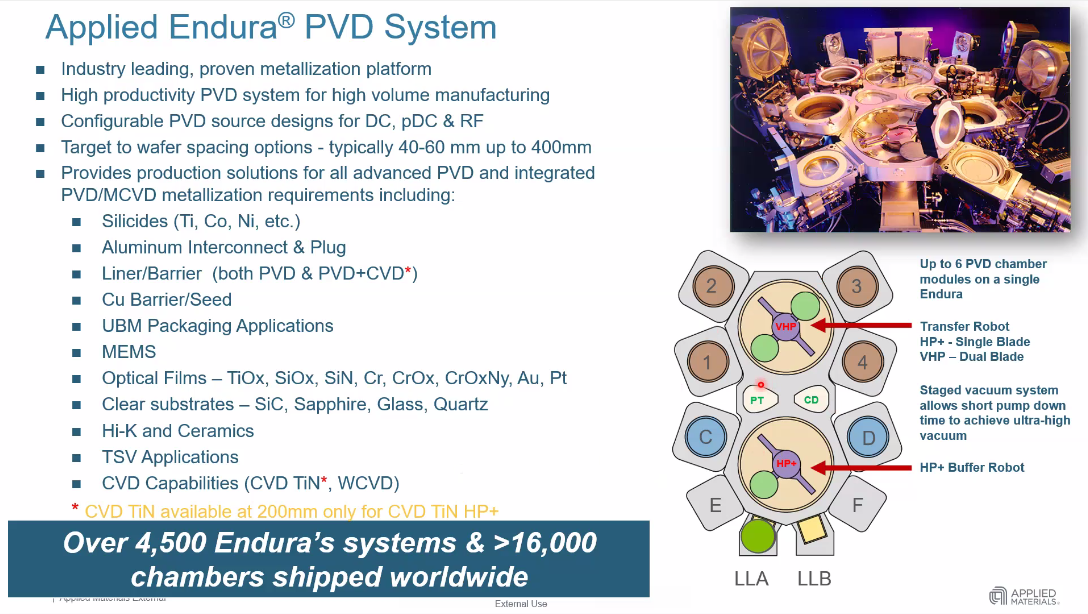 Applied Endura® PVD System
■ Industry leading, proven metallization platform
■ High productivity PVD system for high volume manufacturing
■ Configurable PVD source designs for DC, pDC & RF
■ Target to wafer spacing options - typically 40-60 mm up to 400mm
■ Provides production solutions for all advanced PVD and integrated
PVD/MCVD metallization requirements including:
■ Silicides (Ti, Co, Ni, etc.)
■ Aluminum Interconnect & Plug
■ Liner/Barrier (both PVD & PVD+CVD*)
■ Cu Barrier/Seed
■ UBM Packaging Applications
■ MEMS
■ Optical Films – TiOx, SiOx, SiN, Cr, CrOx, CrOxNy, Au, Pt
■ Clear substrates – SiC, Sapphire, Glass, Quartz
■ Hi-K and Ceramics
■ TSV Applications
■ CVD Capabilities (CVD TiN*, WCVD)
* CVD TiN available at 200mm only for CVD TiN HP+
Over 4,500 Endura's systems & >16,000
chambers shipped worldwide
| Applied Materials External
External Use
2
3
VHP
1
4
PT
CD
C
D
HP+
E
F
LLA
LLB
Up to 6 PVD chamber
modules on a single
Endura
Transfer Robot
HP+ - Single Blade
VHP – Dual Blade
Staged vacuum system
allows short pump down
time to achieve ultra-high
vacuum
HP+ Buffer Robot
APPLIED
MATERIALS®